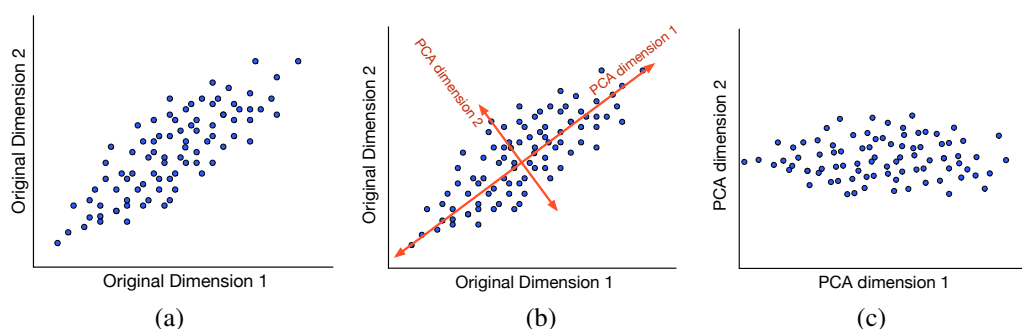 Original Dimension 2
Original Dimension 1
(a)
Original Dimension 2
PCA dimension 1
PCA dimension 2
Original Dimension 1
(b)
PCA dimension 2
PCA dimension 1
(c)